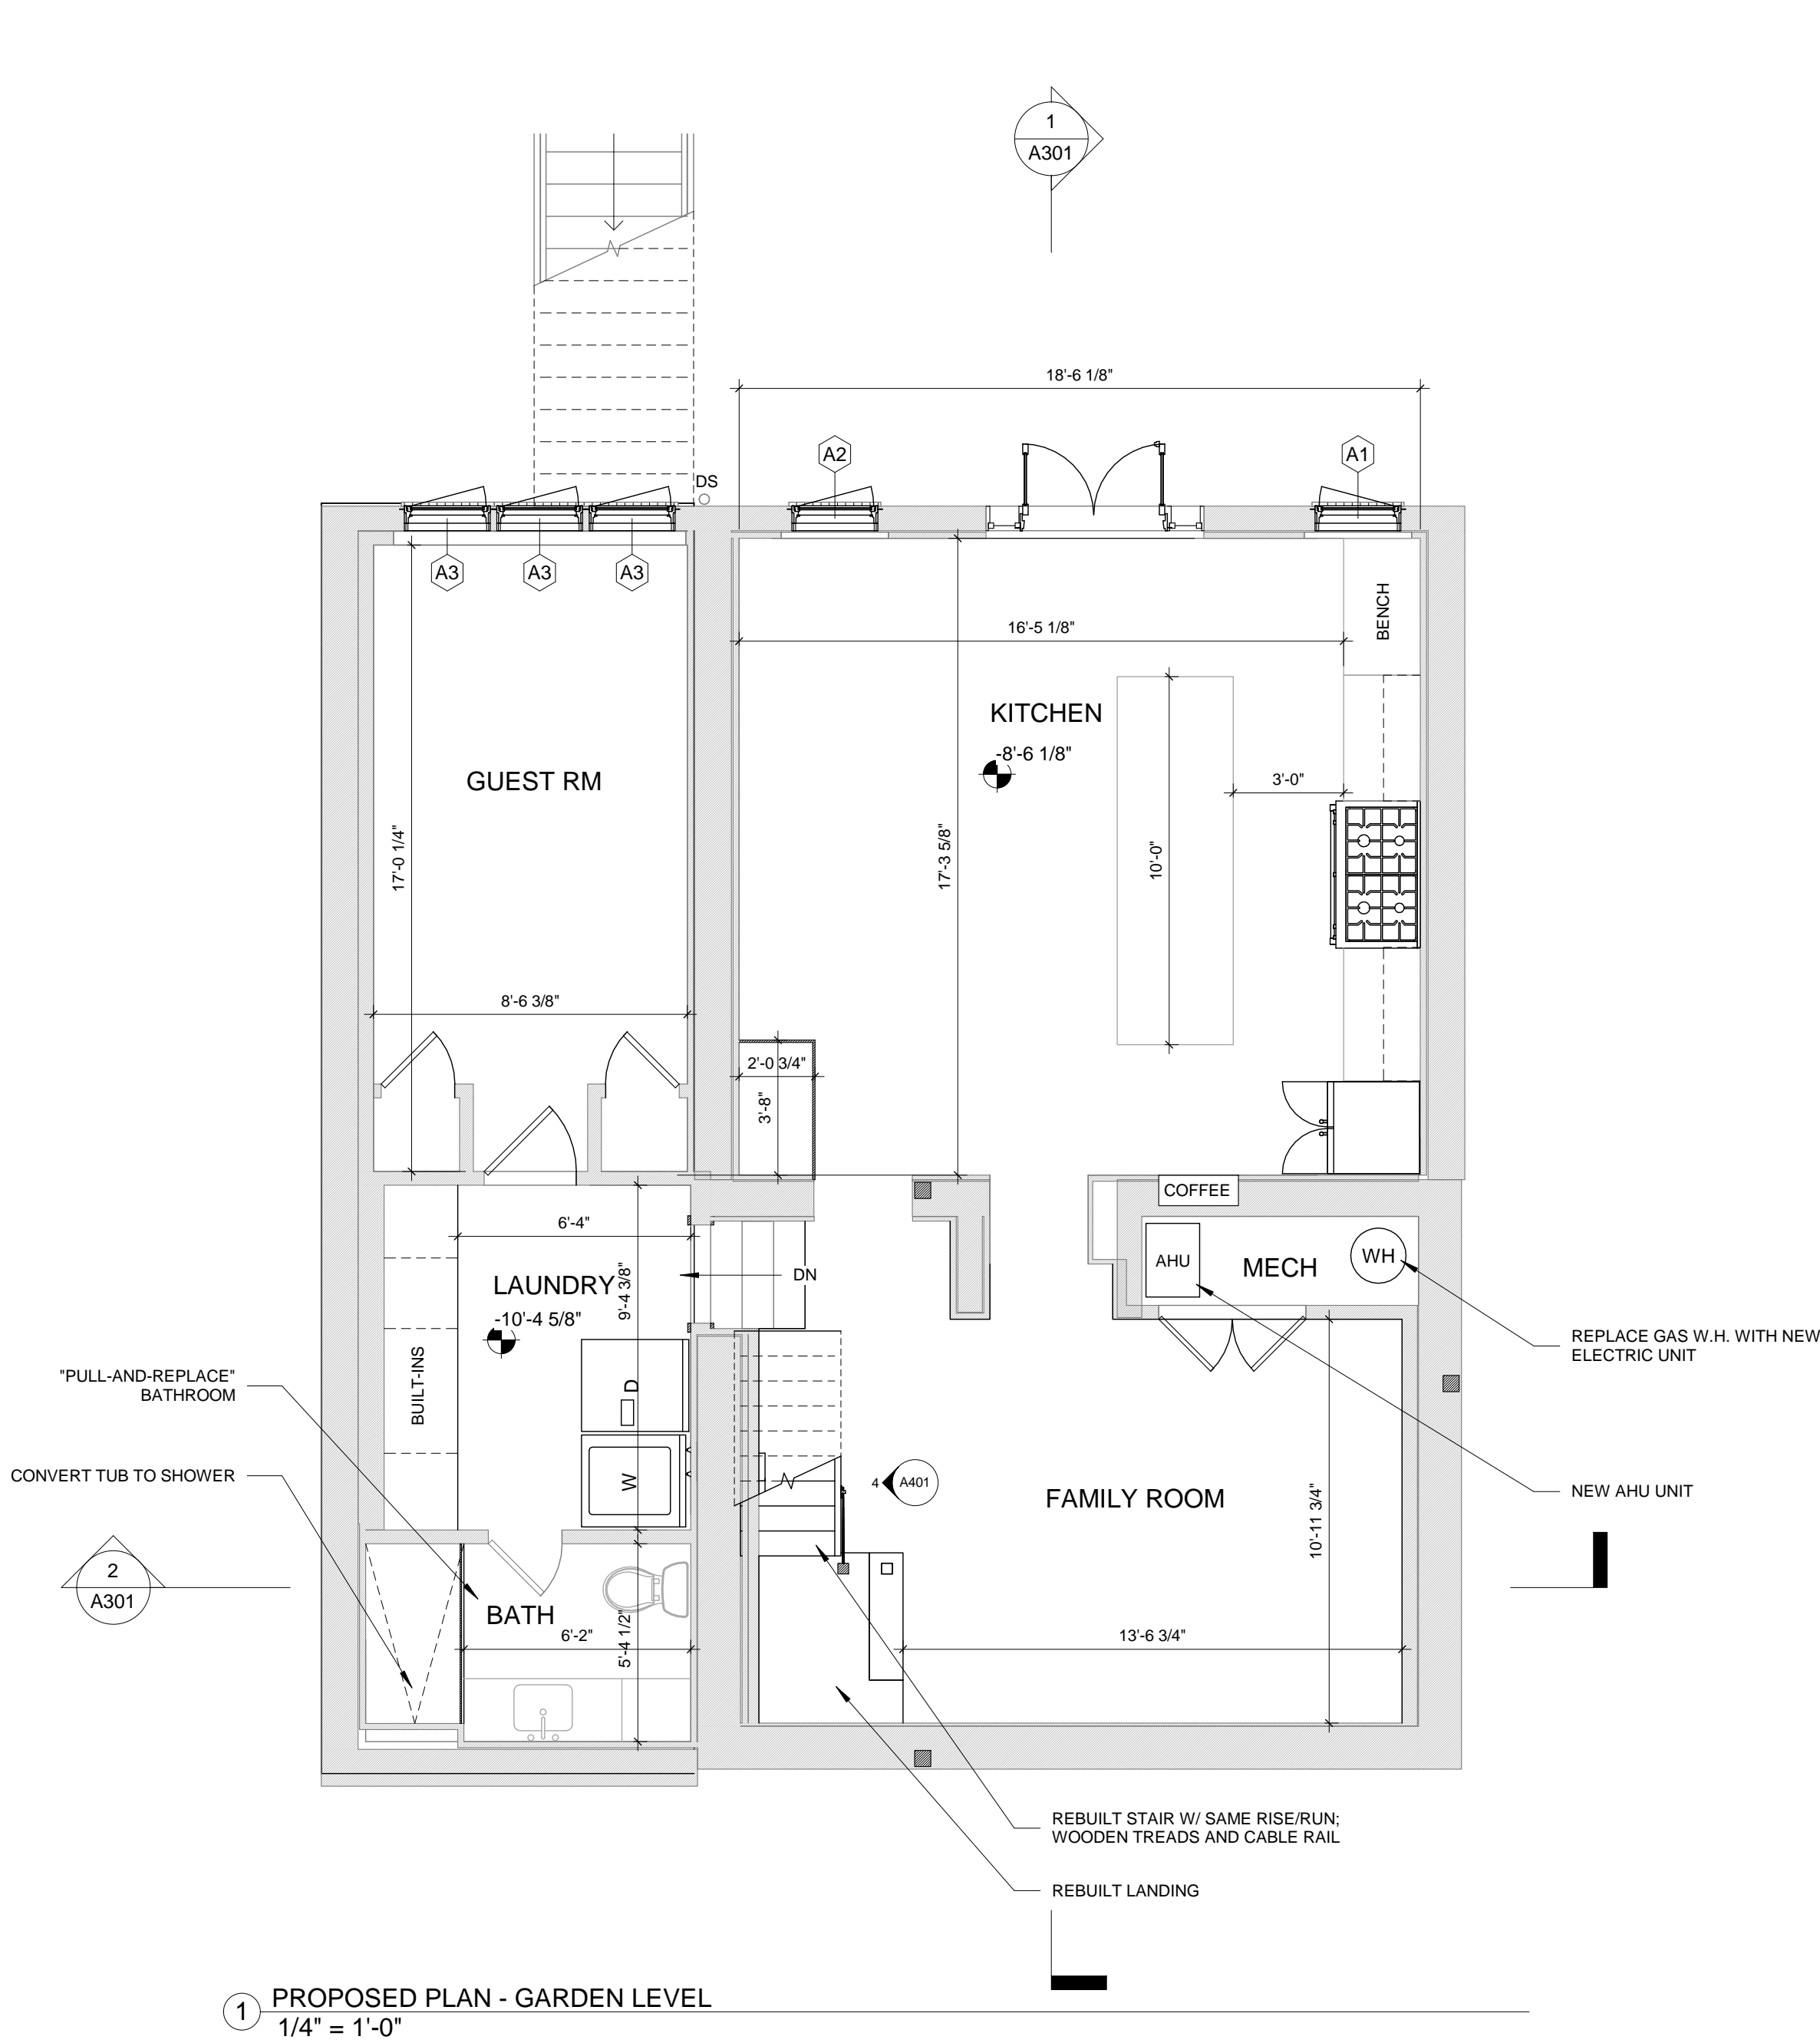 1
A301
18'-6 1/8"
A2
A1
DS
A3
A3
A3
BENCH
16'-5 1/8"
KITCHEN
-8'-6 1/8"
GUEST RM
3'-0"
17'-0 1/4"
17'-3 5/8"
10'-0"
8'-6 3/8"
2'-0 3/4"
3'-8"
COFFEE
6'-4"
AHU
MECH
WH
DN
LAUNDRY
9'-4 3/8"
-10'-4 5/8"
REPLACE GAS W.H. WITH NEW
ELECTRIC UNIT
"PULL-AND-REPLACE"
BATHROOM
BUILT-INS
D
CONVERT TUB TO SHOWER
W
4
A401
FAMILY ROOM
NEW AHU UNIT
10'-11 3/4"
2
A301
BATH
6'-2"
5'-4 1/2"
13'-6 3/4"
REBUILT STAIR W/ SAME RISE/RUN;
WOODEN TREADS AND CABLE RAIL
REBUILT LANDING
1
PROPOSED PLAN - GARDEN LEVEL
1/4" = 1'-0"